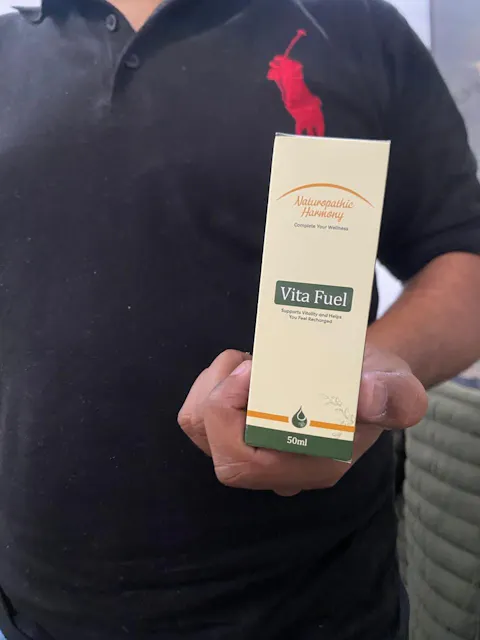 Naturopathic
Harmony
Complete Your Wellness
Vita Fuel
Supports Vitality and Helps
You Feel Recharged
50ml